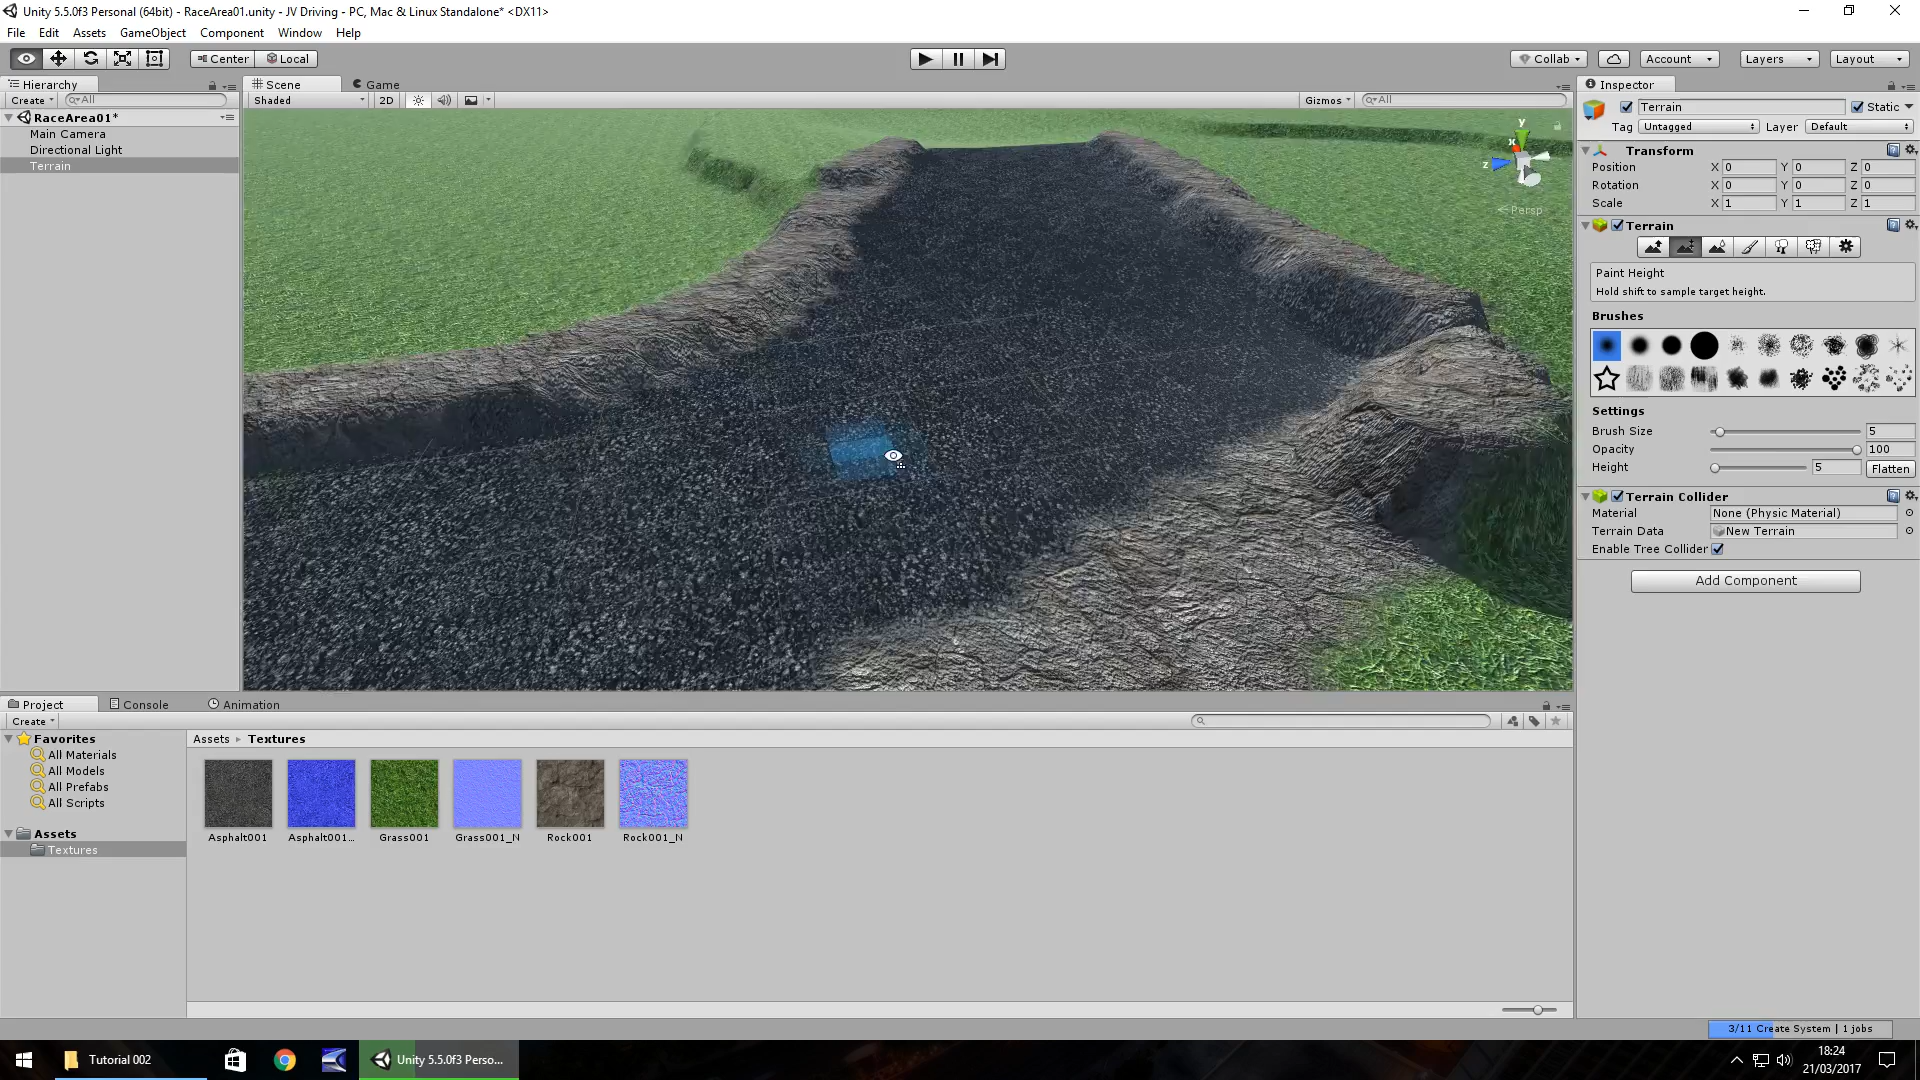 Unity 5.5.0f3 Personal (64bit) - RaceArea01.unity - JV Driving - PC, Mac & Linux Standalone* <DX11>
File Edit Assets GameObject Component Window Help
Center Local Collab Account Layers Layout
Hierarchy
Create All
RaceArea01*
Main Camera
Directional Light
Terrain
Scene Game
Shaded 2D Gizmos All
y
x
z
Persp
Inspector
Terrain Static
Tag Untagged Layer Default
Transform
Position X 0 Y 0 Z 0
Rotation X 0 Y 0 Z 0
Scale X 1 Y 1 Z 1
Terrain
Paint Height
Hold shift to sample target height.
Brushes
Settings
Brush Size 5
Opacity 100
Height 5 Flatten
Terrain Collider
Material None (Physic Material)
Terrain Data New Terrain
Enable Tree Collider
Add Component
Project Console Animation
Create
Favorites
All Materials
All Models
All Prefabs
All Scripts
Assets
Textures
Assets Textures
Asphalt001 Asphalt001... Grass001 Grass001_N Rock001 Rock001_N
3/11 Create System | 1 jobs
Tutorial 002
Unity 5.5.0f3 Perso...
18:24
21/03/2017